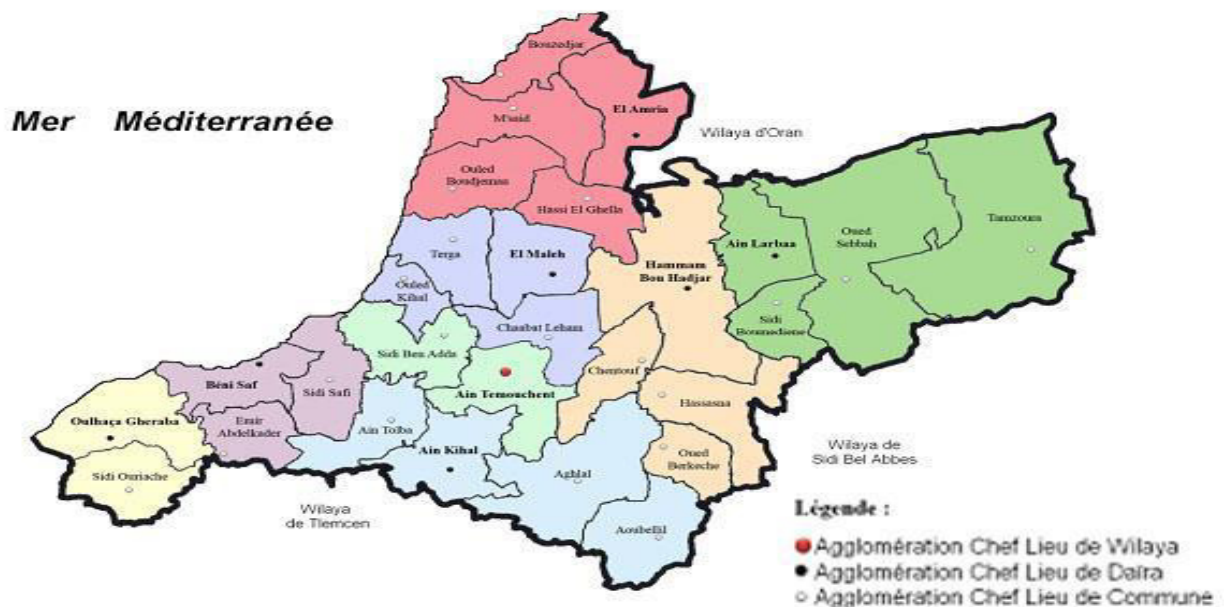 Bouzedjar
Mer Méditerranée
M'said
El Amria
Wilaya d'Oran
Ouled
Boudjemaa
Hassi El Ghella
Tamzoura
Terga
El Maleh
Ain Larbaa
Oued
Sebbah
Hammam
Bou Hadjar
Ouled
Kihal
Sidi
Boumediene
Chaabat Leham
Sidi Ben Adda
Chentouf
Béni Saf
Sidi Safi
Ain Temouchent
Hassasna
Oulhaça Gheraba
Emir
Abdelkader
Ain Tolba
Ain Kihal
Oued
Berkeche
Wilaya de
Sidi Bel Abbes
Sidi Ouriache
Aghlal
Wilaya
de Tlemcen
Aoubellil
Légende :
Agglomération Chef Lieu de Wilaya
Agglomération Chef Lieu de Daïra
Agglomération Chef Lieu de Commune